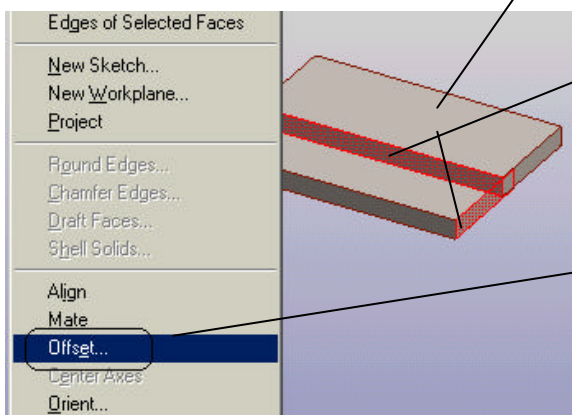 Edges of Selected Faces
New Sketch...
New Workplane...
Project
Round Edges...
Chamfer Edges...
Draft Faces...
Shell Solids...
Align
Mate
Offset...
Center Axes
Orient...